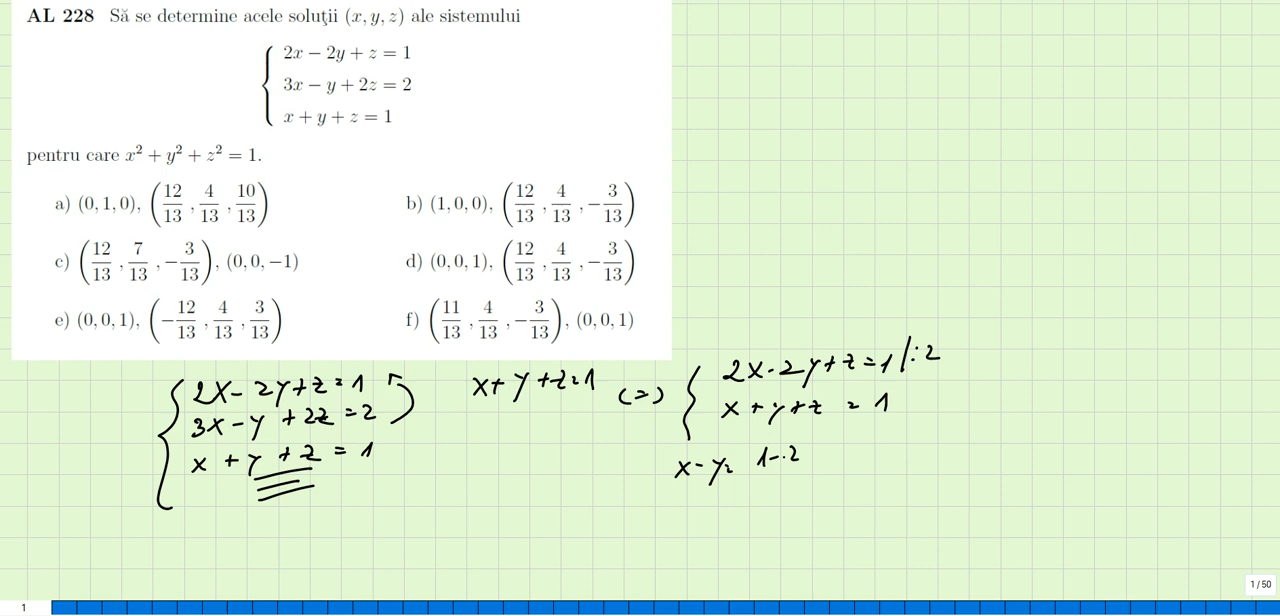 AL 228 Să se determine acele soluţii (x, y, z) ale sistemului
2x − 2y + z = 1
3x − y + 2z = 2
x + y + z = 1
pentru care x² + y² + z² = 1.
a) (0, 1, 0), (12/13, 4/13, 10/13)
b) (1, 0, 0), (12/13, 4/13, −3/13)
c) (12/13, 7/13, −3/13), (0, 0, −1)
d) (0, 0, 1), (12/13, 4/13, −3/13)
e) (0, 0, 1), (−12/13, 4/13, 3/13)
f) (11/13, 4/13, −3/13), (0, 0, 1)
2x - 2y + z = 1
3x - y + 2z = 2
x + y + z = 1
x + y + z = 1 (=)
2x - 2y + z = 1 /: 2
x + y + z = 1
x - y = 1 - . 2
1 / 50
1